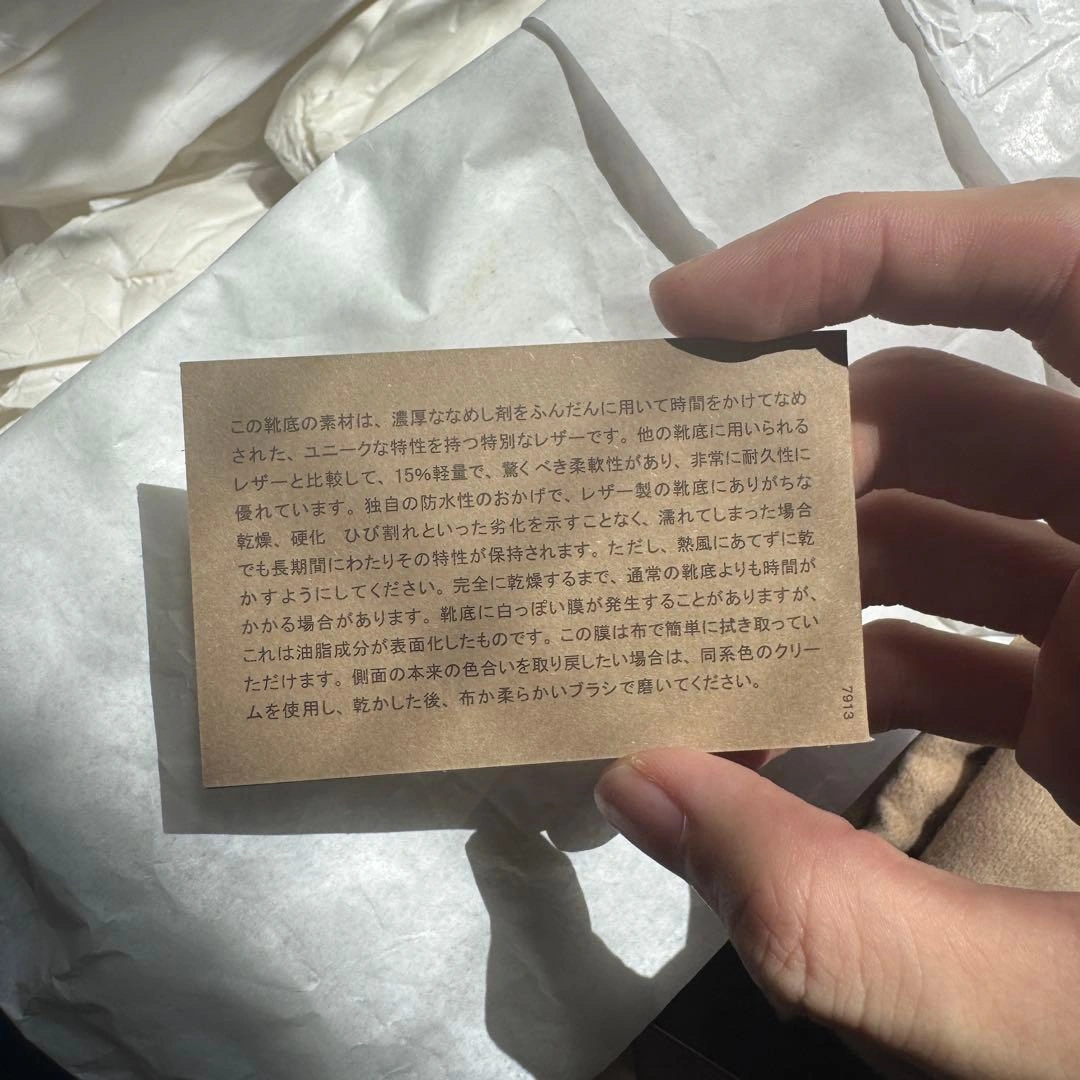 この靴底の素材は、濃厚ななめし剤をふんだんに用いて時間をかけてなめ
された、ユニークな特性を持つ特別なレザーです。他の靴底に用いられる
レザーと比較して、15%軽量で、驚くべき柔軟性があり、非常に耐久性に
優れています。独自の防水性のおかげで、レザー製の靴底にありがちな
乾燥、硬化　ひび割れといった劣化を示すことなく、濡れてしまった場合
でも長期間にわたりその特性が保持されます。ただし、熱風にあてずに乾
かすようにしてください。完全に乾燥するまで、通常の靴底よりも時間が
かかる場合があります。靴底に白っぽい膜が発生することがありますが、
これは油脂成分が表面化したものです。この膜は布で簡単に拭き取ってい
ただけます。側面の本来の色合いを取り戻したい場合は、同系色のクリー
ムを使用し、乾かした後、布か柔らかいブラシで磨いてください。
7913